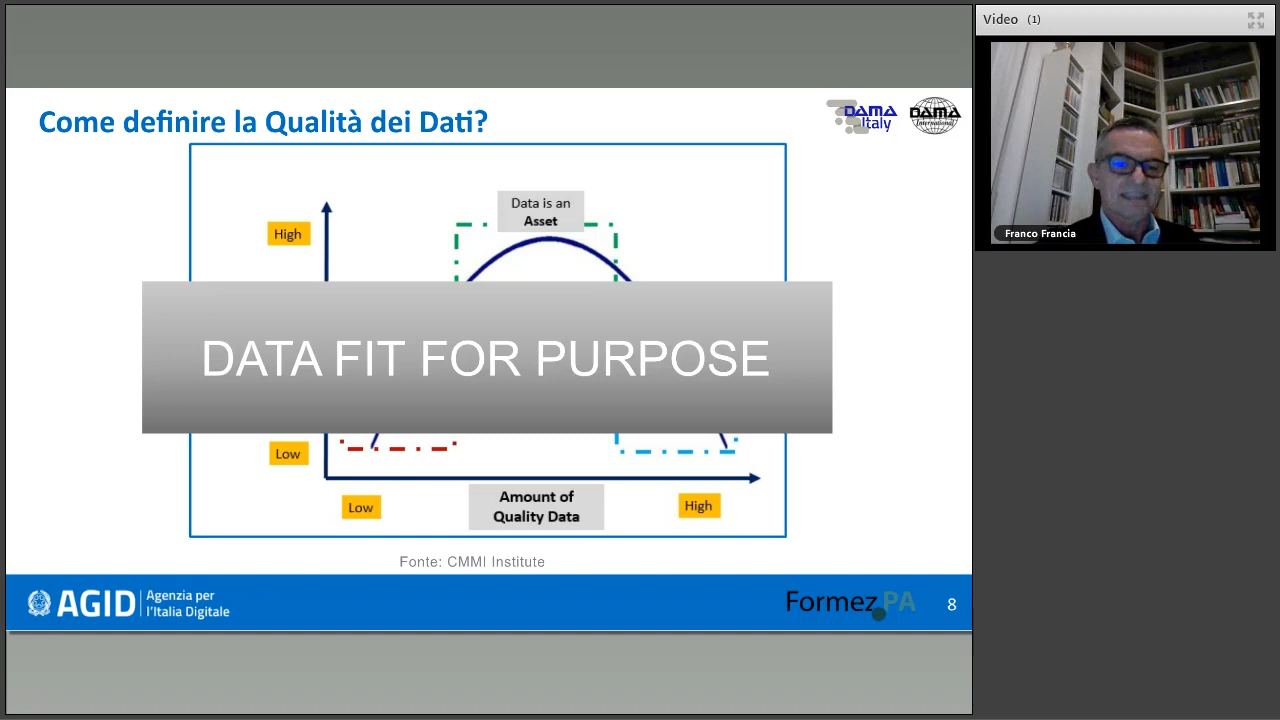 Come definire la Qualità dei Dati?
DAMA
Italy
DAMA
International
Data is an
Asset
High
DATA FIT FOR PURPOSE
Low
Low
Amount of
Quality Data
High
Fonte: CMMI Institute
AGID
Agenzia per
l'Italia Digitale
Formez PA
8
Video (1)
Franco Francia